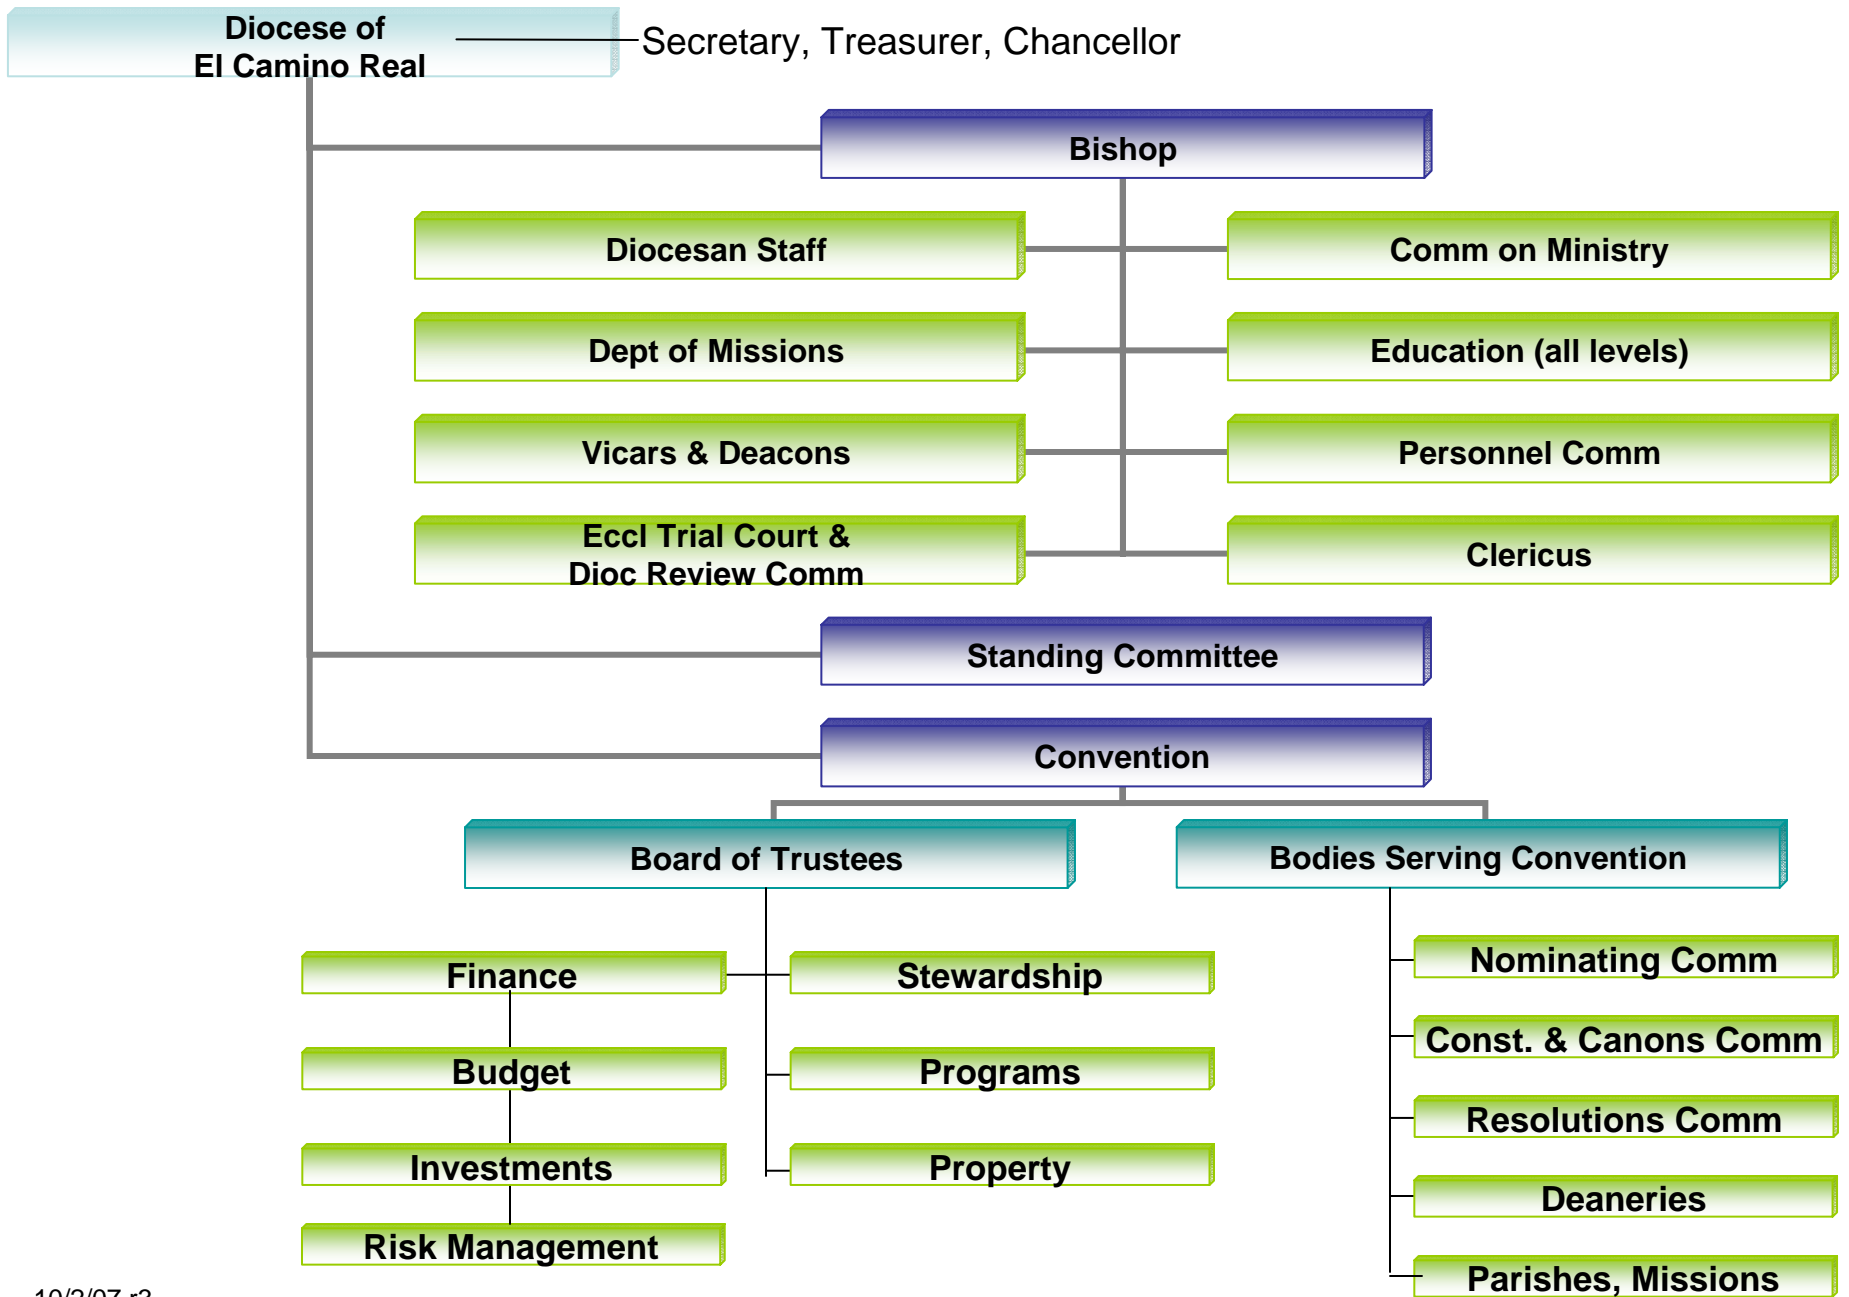 Diocese of
El Camino Real
Secretary, Treasurer, Chancellor
Bishop
Diocesan Staff
Comm on Ministry
Dept of Missions
Education (all levels)
Vicars & Deacons
Personnel Comm
Eccl Trial Court &
Dioc Review Comm
Clericus
Standing Committee
Convention
Board of Trustees
Bodies Serving Convention
Finance
Stewardship
Nominating Comm
Budget
Programs
Const. & Canons Comm
Investments
Property
Resolutions Comm
Risk Management
Deaneries
Parishes, Missions